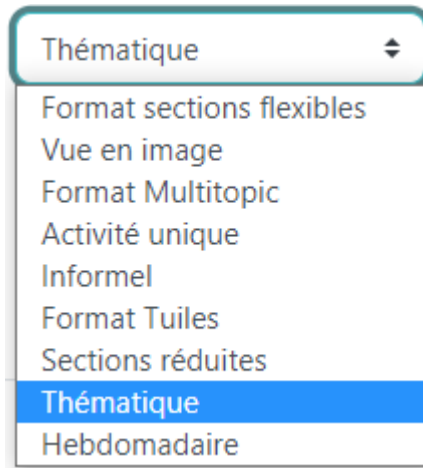 Thématique
Format sections flexibles
Vue en image
Format Multitopic
Activité unique
Informel
Format Tuiles
Sections réduites
Thématique
Hebdomadaire